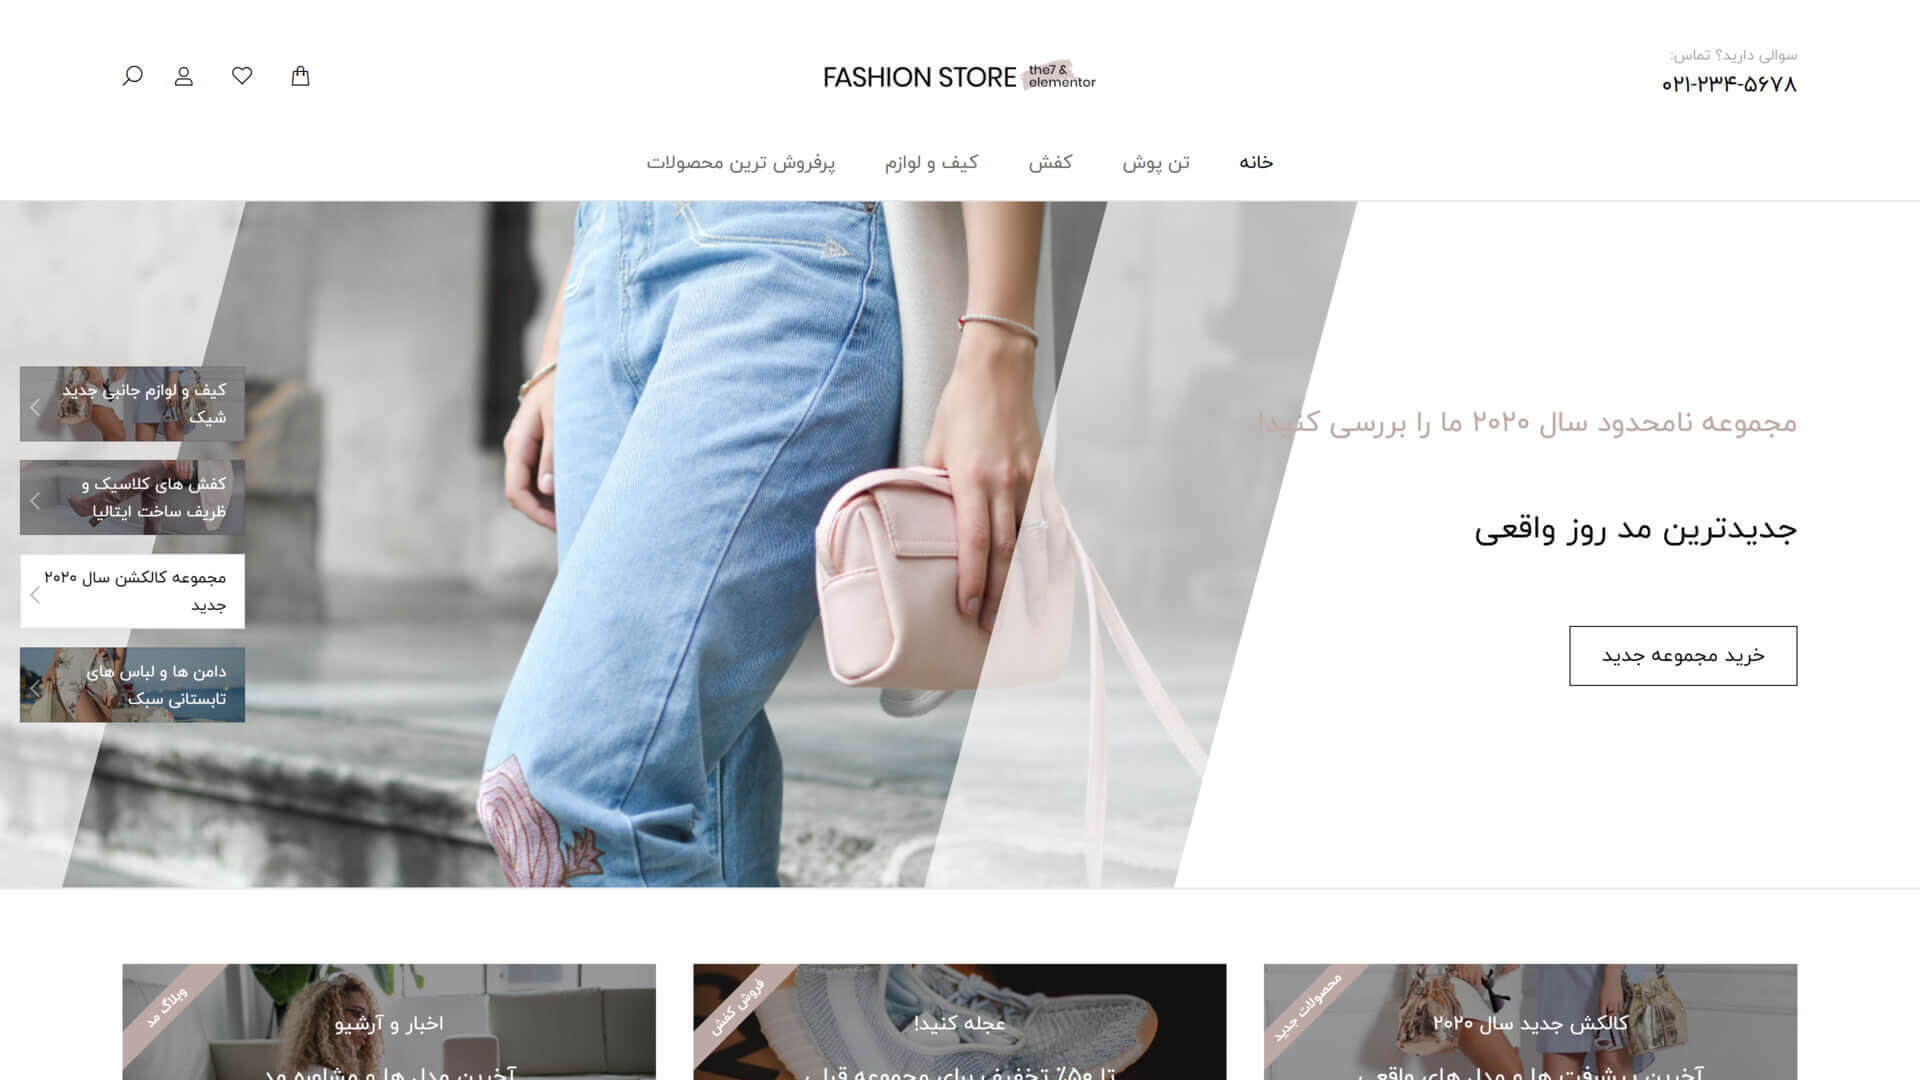 سوالی دارید؟ تماس:
۰۲۱-۲۳۴-۵۶۷۸
FASHION STORE
the7 &
elementor
خانه
تن پوش
کفش
کیف و لوازم
پرفروش ترین محصولات
مجموعه نامحدود سال ۲۰۲۰ ما را بررسی کنید!
جدیدترین مد روز واقعی
خرید مجموعه جدید
کیف و لوازم جانبی جدید
شیک
کفش های کلاسیک و
ظریف ساخت ایتالیا
مجموعه کالکشن سال ۲۰۲۰
جدید
دامن ها و لباس های
تابستانی سبک
محصولات جدید
کالکش جدید سال ۲۰۲۰
آخرین پیشرفت ها و مدل های واقعی
فروش کفش
عجله کنید!
تا ۵۰٪ تخفیف برای مجموعه قبلی
وبلاگ مد
اخبار و آرشیو
آخرین مدل ها و مشاوره مد